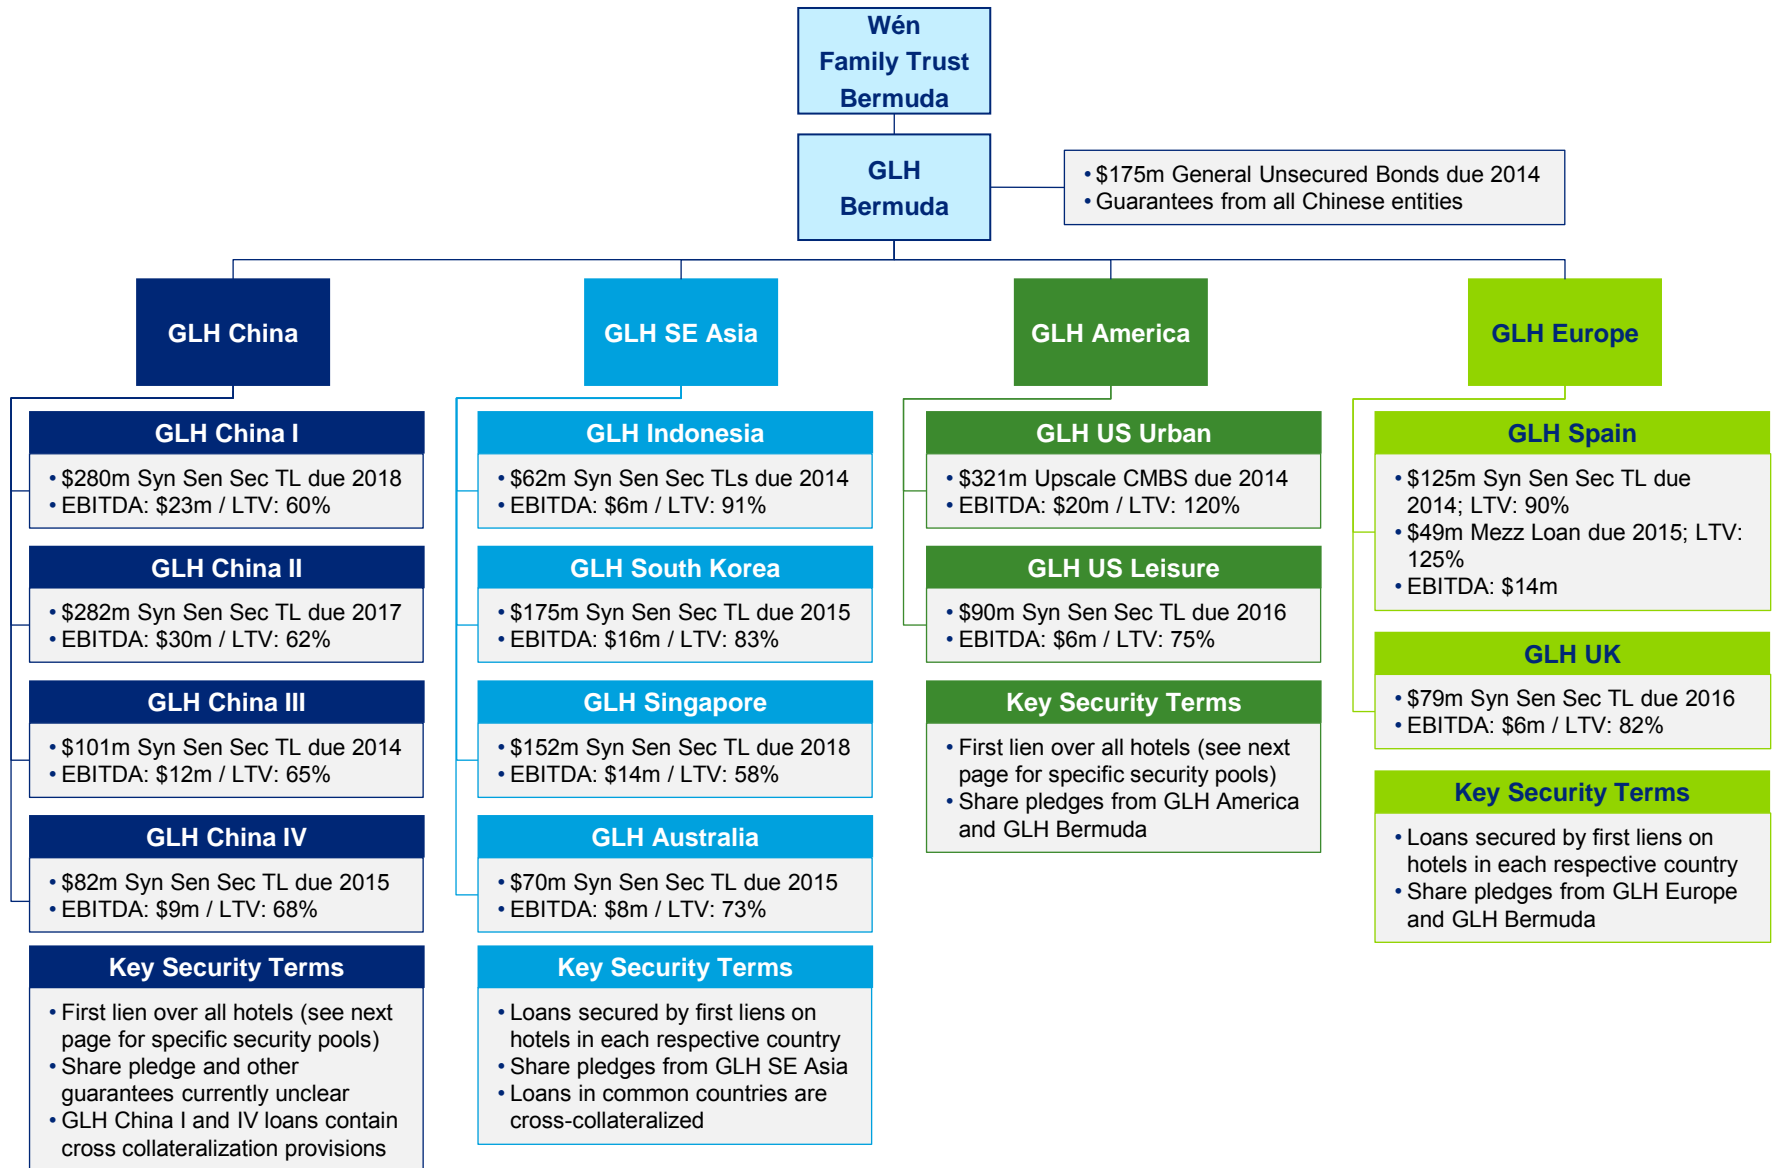 Wén
Family Trust
Bermuda
GLH
Bermuda
• $175m General Unsecured Bonds due 2014
• Guarantees from all Chinese entities
GLH China
GLH SE Asia
GLH America
GLH Europe
GLH China I
• $280m Syn Sen Sec TL due 2018
• EBITDA: $23m / LTV: 60%
GLH China II
• $282m Syn Sen Sec TL due 2017
• EBITDA: $30m / LTV: 62%
GLH China III
• $101m Syn Sen Sec TL due 2014
• EBITDA: $12m / LTV: 65%
GLH China IV
• $82m Syn Sen Sec TL due 2015
• EBITDA: $9m / LTV: 68%
Key Security Terms
• First lien over all hotels (see next
page for specific security pools)
• Share pledge and other
guarantees currently unclear
• GLH China I and IV loans contain
cross collateralization provisions
GLH Indonesia
• $62m Syn Sen Sec TLs due 2014
• EBITDA: $6m / LTV: 91%
GLH South Korea
• $175m Syn Sen Sec TL due 2015
• EBITDA: $16m / LTV: 83%
GLH Singapore
• $152m Syn Sen Sec TL due 2018
• EBITDA: $14m / LTV: 58%
GLH Australia
• $70m Syn Sen Sec TL due 2015
• EBITDA: $8m / LTV: 73%
Key Security Terms
• Loans secured by first liens on
hotels in each respective country
• Share pledges from GLH SE Asia
• Loans in common countries are
cross-collateralized
GLH US Urban
• $321m Upscale CMBS due 2014
• EBITDA: $20m / LTV: 120%
GLH US Leisure
• $90m Syn Sen Sec TL due 2016
• EBITDA: $6m / LTV: 75%
Key Security Terms
• First lien over all hotels (see next
page for specific security pools)
• Share pledges from GLH America
and GLH Bermuda
GLH Spain
• $125m Syn Sen Sec TL due
2014; LTV: 90%
• $49m Mezz Loan due 2015; LTV:
125%
• EBITDA: $14m
GLH UK
• $79m Syn Sen Sec TL due 2016
• EBITDA: $6m / LTV: 82%
Key Security Terms
• Loans secured by first liens on
hotels in each respective country
• Share pledges from GLH Europe
and GLH Bermuda